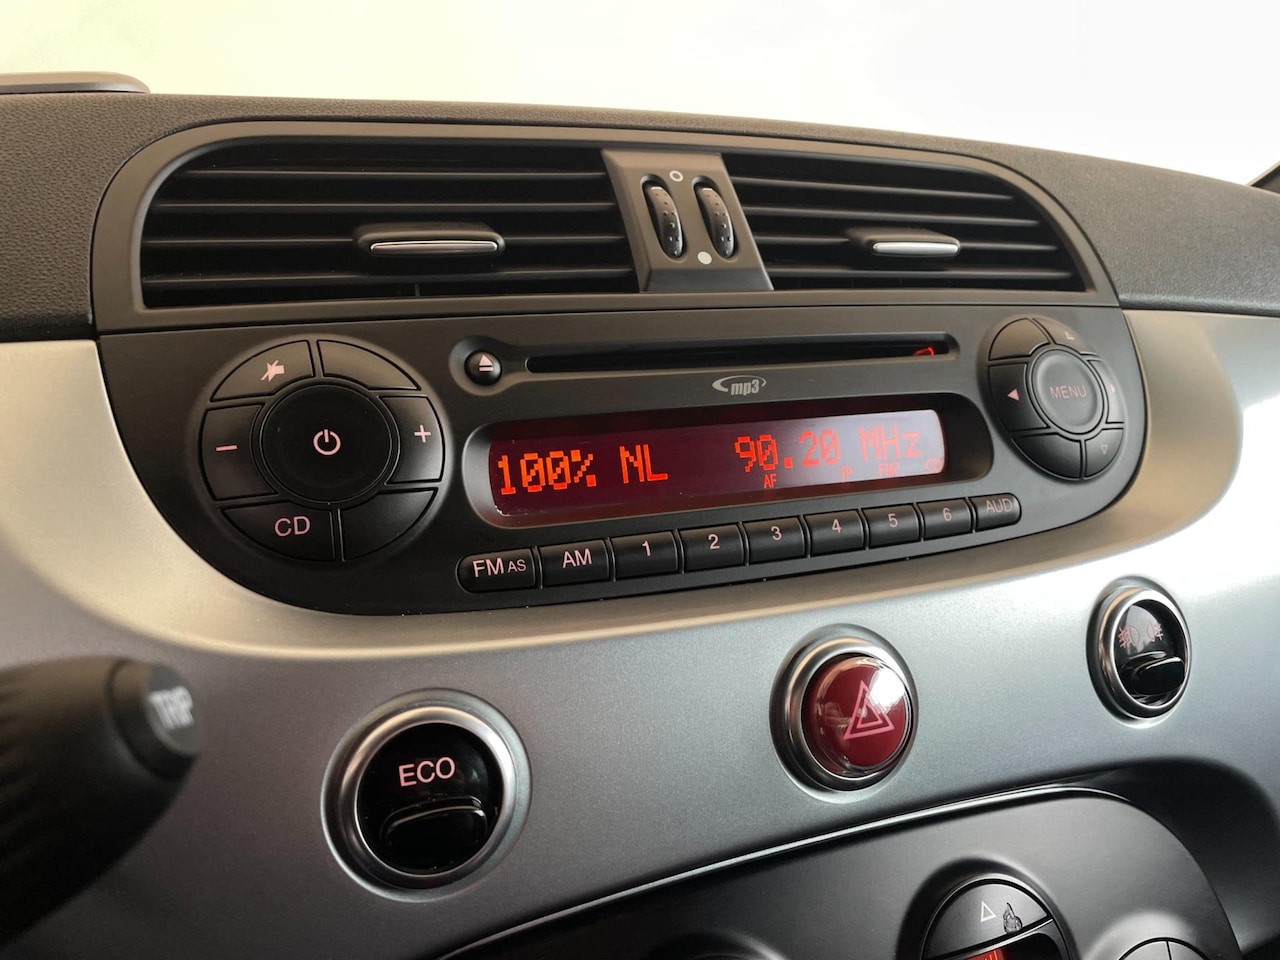 mp3
100% NL 90.20 MHz
AF TP
CD
MENU
FM AS AM 1 2 3 4 5 6 AUD
TRIP
ECO